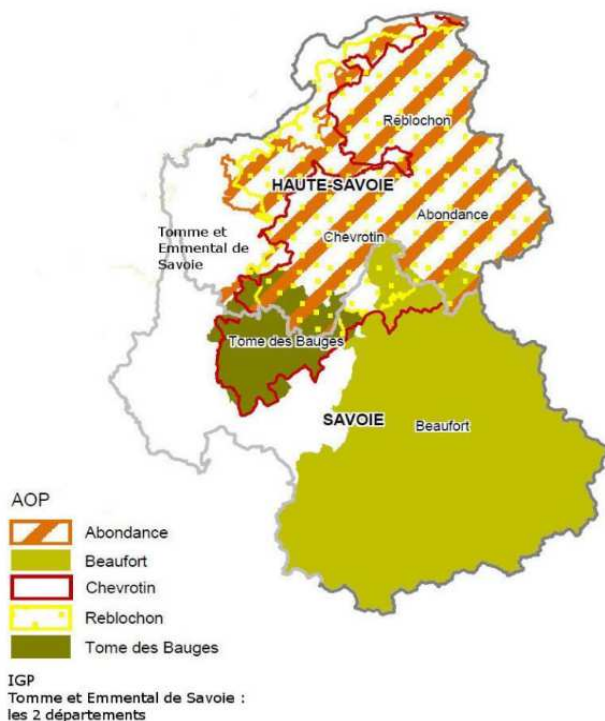 Réblochon
HAUTE-SAVOIE
Abondance
Tomme et
Emmental de
Savoie
Chevrotin
Tome des Bauges
SAVOIE
Beaufort
AOP
Abondance
Beaufort
Chevrotin
Reblochon
Tome des Bauges
IGP
Tomme et Emmental de Savoie :
les 2 départements